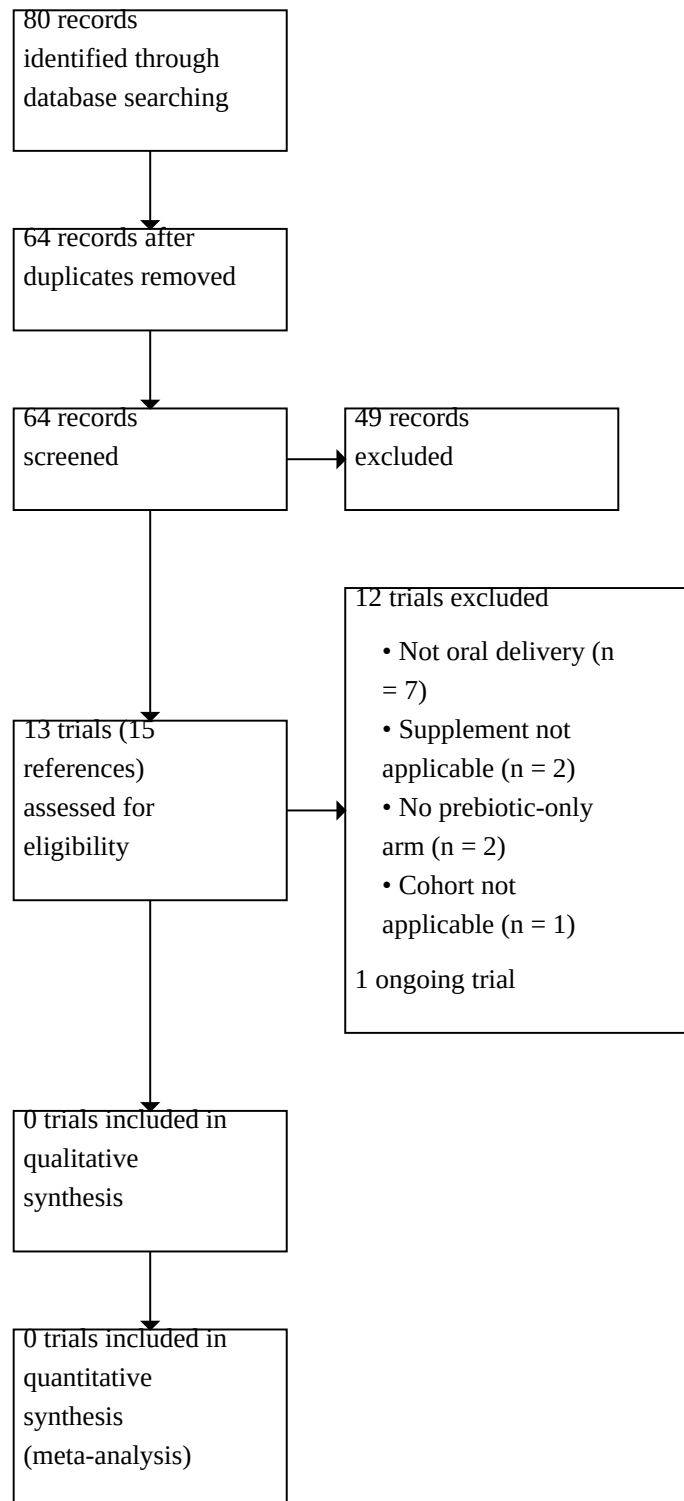 80 records
identified through
database searching
64 records after
duplicates removed
64 records
screened
49 records
excluded
13 trials (15
references)
assessed for
eligibility
12 trials excluded
• Not oral delivery (n
= 7)
• Supplement not
applicable (n = 2)
• No prebiotic-only
arm (n = 2)
• Cohort not
applicable (n = 1)
1 ongoing trial
0 trials included in
qualitative
synthesis
0 trials included in
quantitative
synthesis
(meta-analysis)